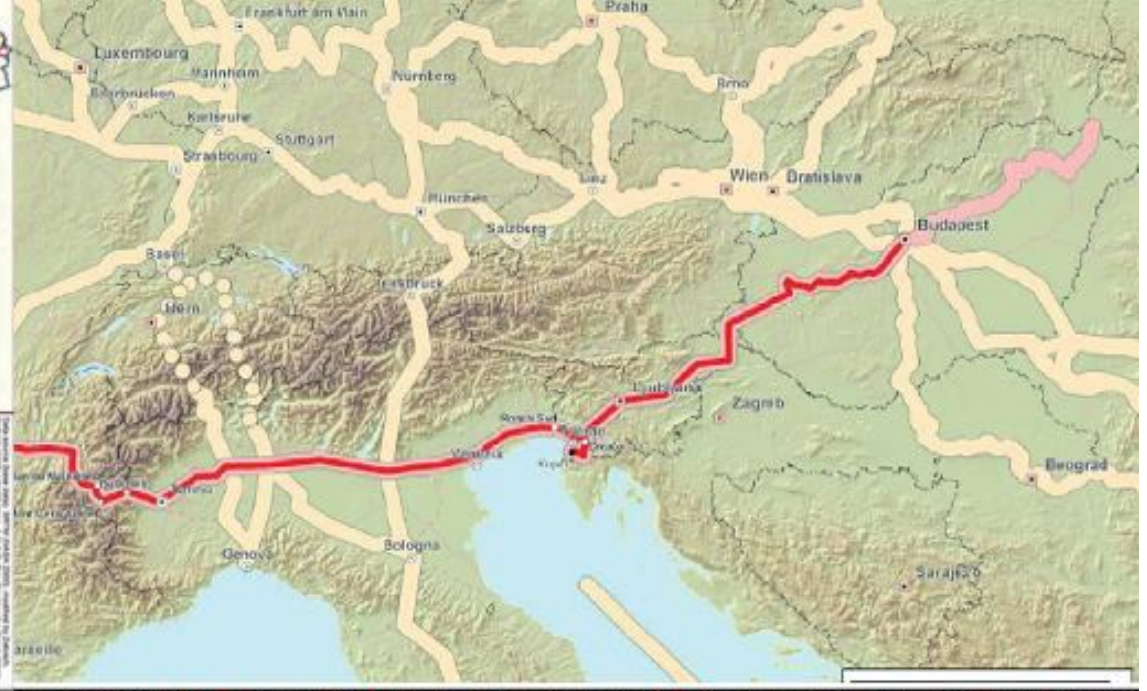 Praha
Frankfurt am Main
Luxembourg
Mannheim
Nürnberg
Brno
Saarbrücken
Karlsruhe
Stuttgart
Strasbourg
Linz
Wien
Bratislava
München
Salzburg
Budapest
Basel
Innsbruck
Bern
Ljubljana
Zagreb
Venezia
Torino
Beograd
Genova
Bologna
Sarajevo
arseille